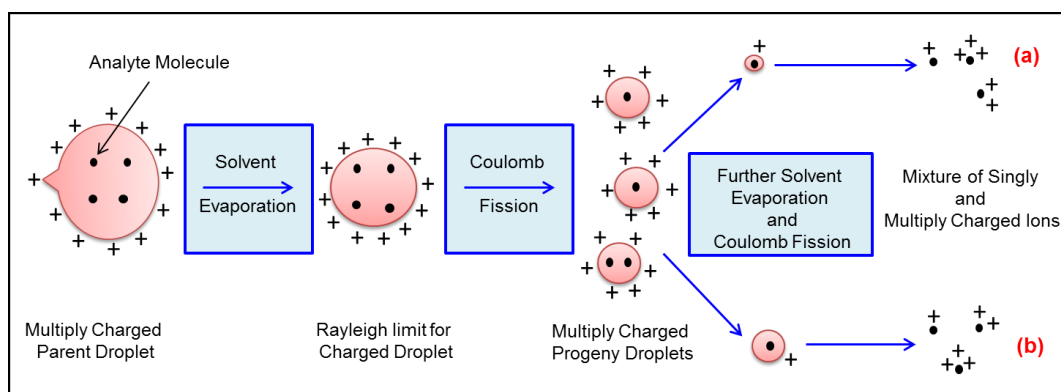 Analyte Molecule
Solvent
Evaporation
Coulomb
Fission
Further Solvent
Evaporation
and
Coulomb Fission
(a)
Mixture of Singly
and
Multiply Charged Ions
Multiply Charged
Parent Droplet
Rayleigh limit for
Charged Droplet
Multiply Charged
Progeny Droplets
(b)